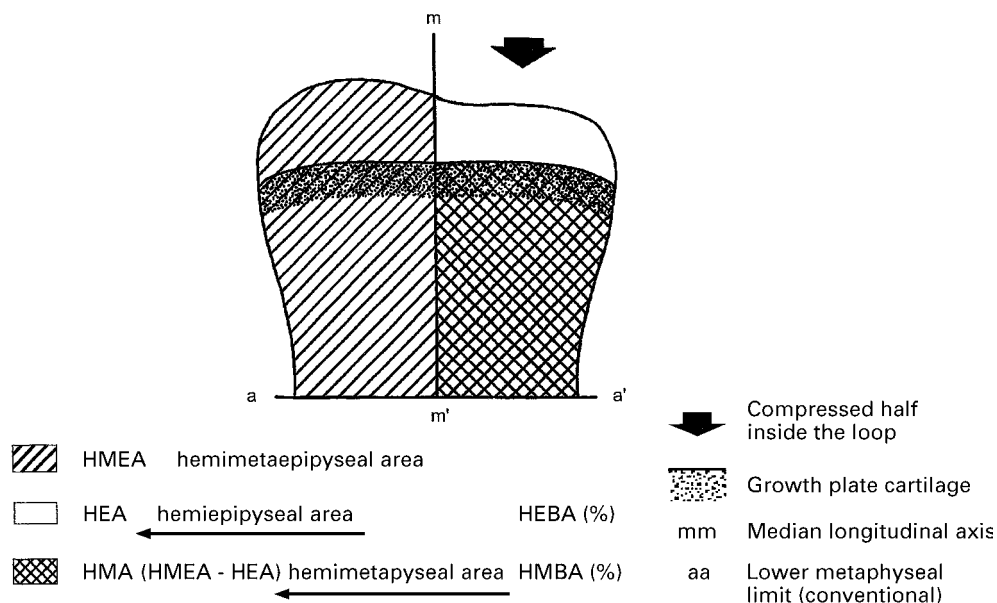 m
a
a'
m'
HMEA hemimetaepipyseal area
HEA hemiepipyseal area HEBA (%)
HMA (HMEA - HEA) hemimetapyseal area HMBA (%)
Compressed half
inside the loop
Growth plate cartilage
mm Median longitudinal axis
aa Lower metaphyseal
limit (conventional)